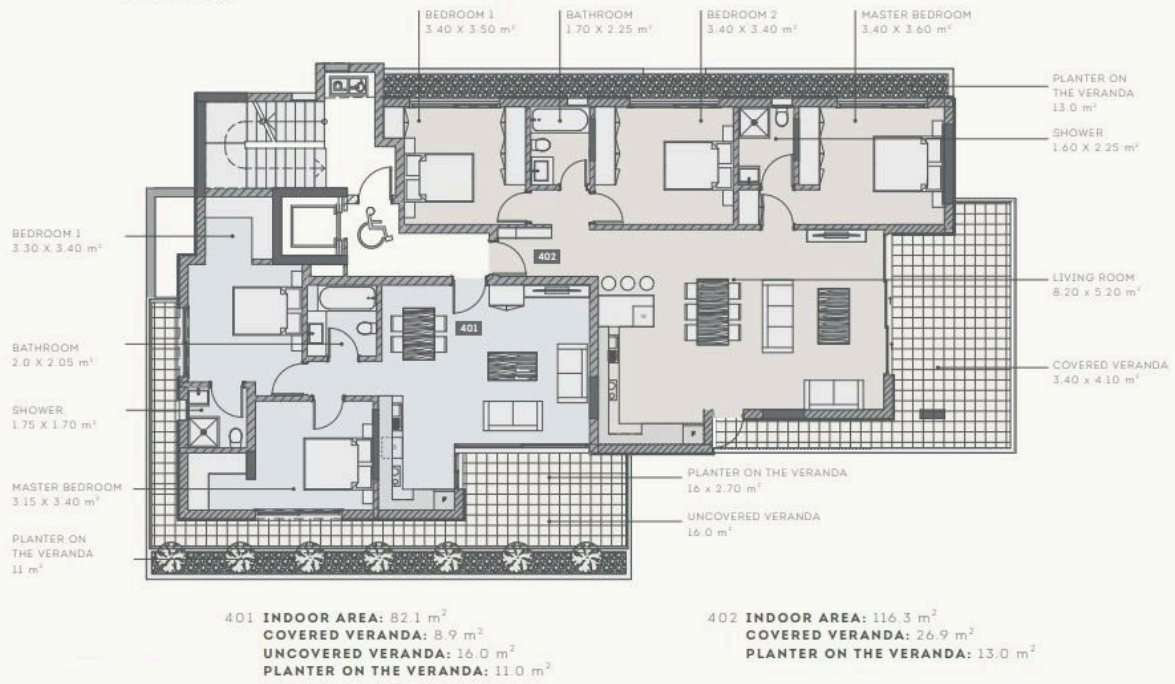 BEDROOM 1
3.40 X 3.50 m²
BATHROOM
1.70 X 2.25 m²
BEDROOM 2
3.40 X 3.40 m²
MASTER BEDROOM
3.40 X 3.60 m²
PLANTER ON
THE VERANDA
13.0 m²
SHOWER
1.60 X 2.25 m²
BEDROOM 1
3.30 X 3.40 m²
402
LIVING ROOM
8.20 x 5.20 m²
401
W
BATHROOM
2.0 X 2.05 m²
COVERED VERANDA
3.40 x 4.10 m²
SHOWER
1.75 X 1.70 m²
F
MASTER BEDROOM
3.15 X 3.40 m²
F
PLANTER ON THE VERANDA
16 x 2.70 m²
UNCOVERED VERANDA
16.0 m²
PLANTER ON
THE VERANDA
11 m²
401 INDOOR AREA: 82.1 m²
COVERED VERANDA: 8.9 m²
UNCOVERED VERANDA: 16.0 m²
PLANTER ON THE VERANDA: 11.0 m²
402 INDOOR AREA: 116.3 m²
COVERED VERANDA: 26.9 m²
PLANTER ON THE VERANDA: 13.0 m²